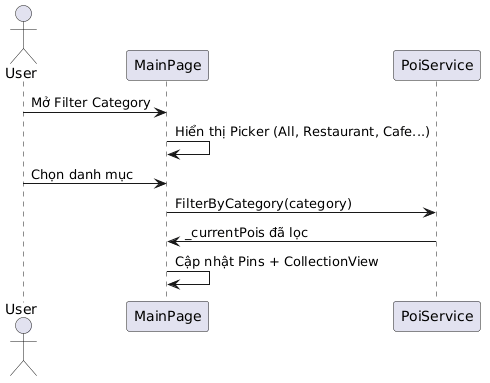 User
MainPage
PoiService
Mở Filter Category
Hiển thị Picker (All, Restaurant, Cafe...)
Chọn danh mục
FilterByCategory(category)
_currentPois đã lọc
Cập nhật Pins + CollectionView
User
MainPage
PoiService